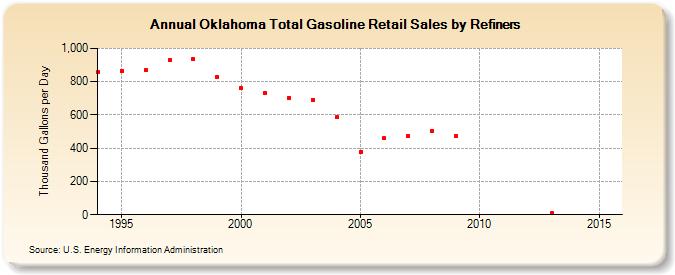 Annual Oklahoma Total Gasoline Retail Sales by Refiners
Thousand Gallons per Day
1,000
800
600
400
200
0
1995 2000 2005 2010 2015
Source: U.S. Energy Information Administration